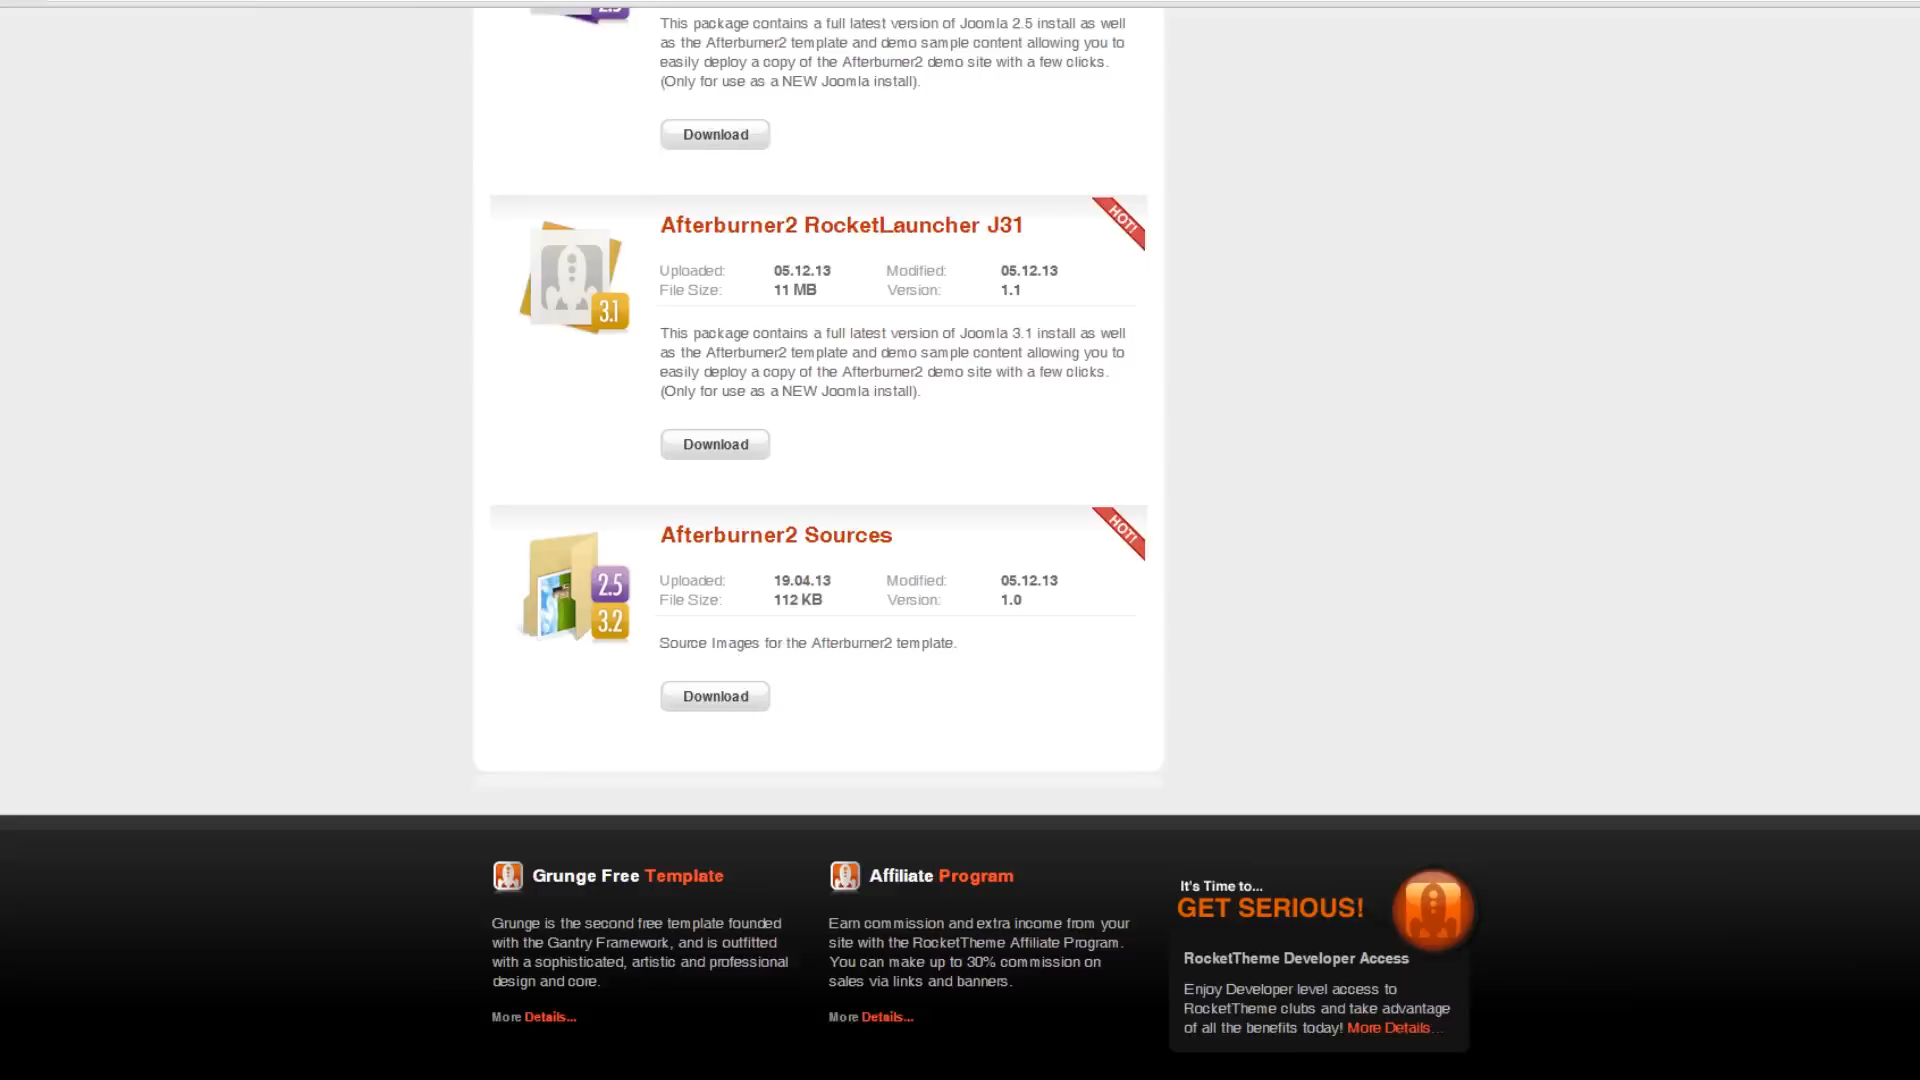 This package contains a full latest version of Joomla 2.5 install as well
as the Afterburner2 template and demo sample content allowing you to
easily deploy a copy of the Afterburner2 demo site with a few clicks.
(Only for use as a NEW Joomla install).
Download
Afterburner2 RocketLauncher J31
HOT!
Uploaded: 05.12.13 Modified: 05.12.13
File Size: 11 MB Version: 1.1
3.1
This package contains a full latest version of Joomla 3.1 install as well
as the Afterburner2 template and demo sample content allowing you to
easily deploy a copy of the Afterburner2 demo site with a few clicks.
(Only for use as a NEW Joomla install).
Download
Afterburner2 Sources
HOT!
2.5
3.2
Uploaded: 19.04.13 Modified: 05.12.13
File Size: 112 KB Version: 1.0
Source Images for the Afterburner2 template.
Download
Grunge Free Template
Grunge is the second free template founded
with the Gantry Framework, and is outfitted
with a sophisticated, artistic and professional
design and core.
More Details...
Affiliate Program
Earn commission and extra income from your
site with the RocketTheme Affiliate Program.
You can make up to 30% commission on
sales via links and banners.
More Details...
It's Time to...
GET SERIOUS!
RocketTheme Developer Access
Enjoy Developer level access to
RocketTheme clubs and take advantage
of all the benefits today! More Details...